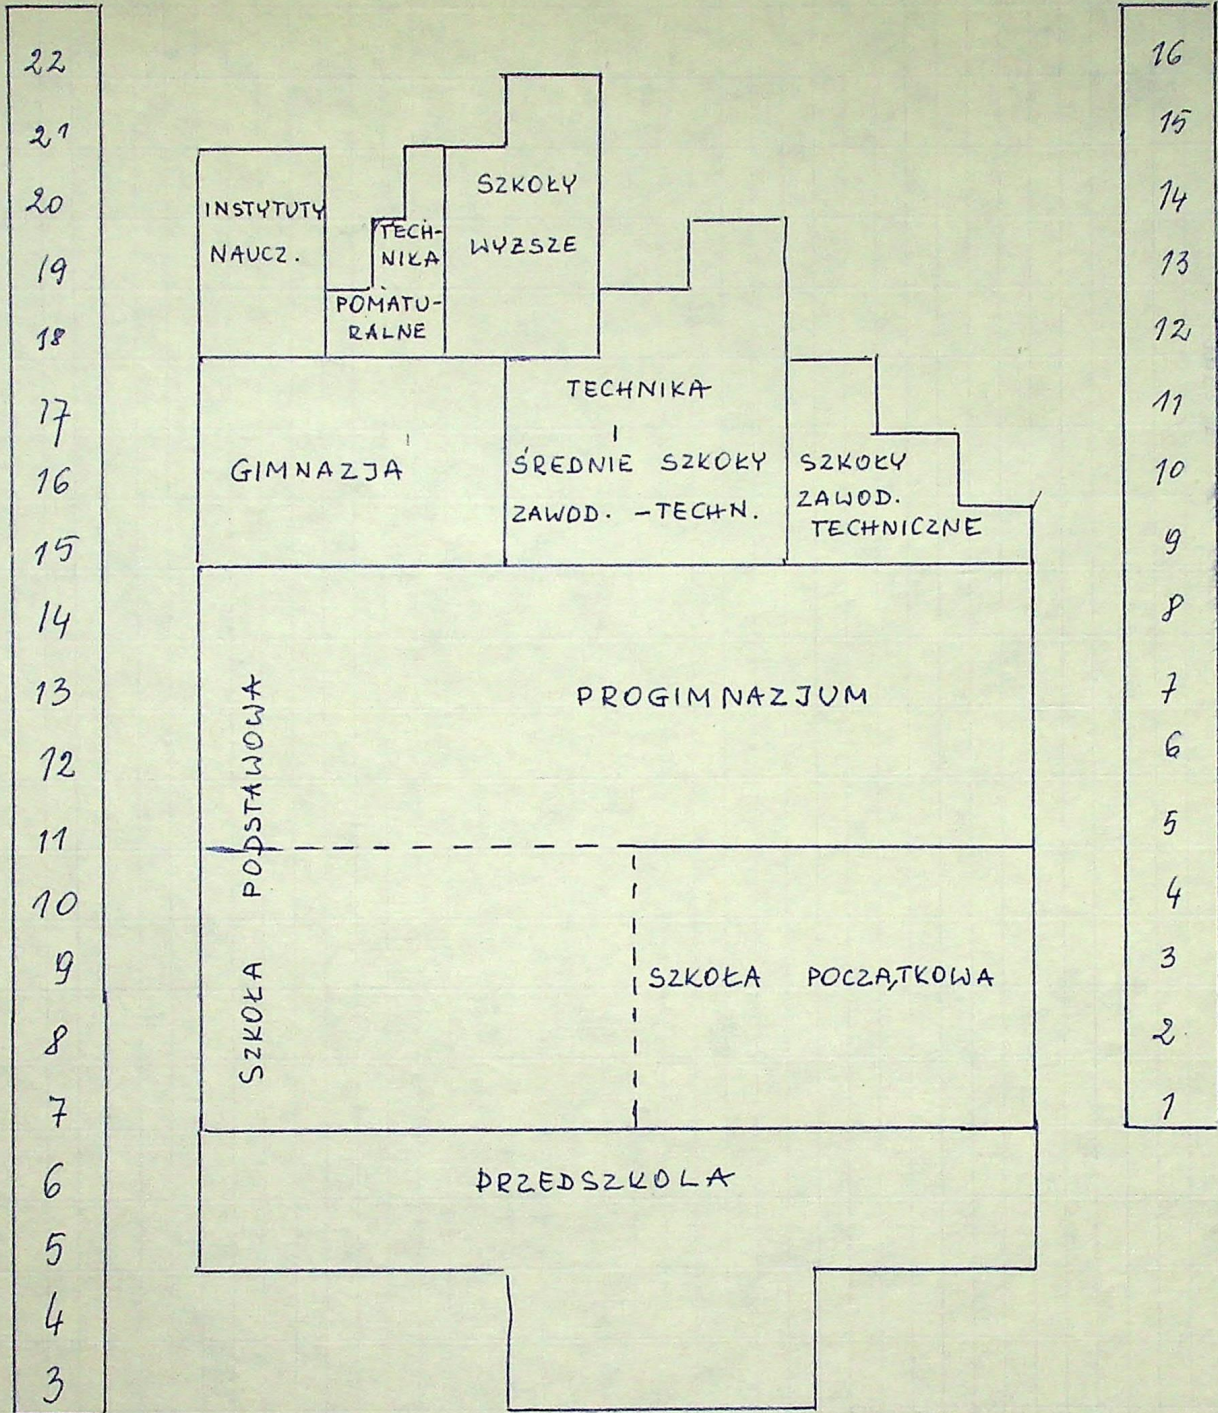 22
21
20
19
18
17
16
15
14
13
12
11
10
9
8
7
6
5
4
3
INSTYTUTY
NAUCZ.
TECH-
NIKA
POMATU-
RALNE
SZKOŁY
WYŻSZE
GIMNAZJA
TECHNIKA
I
ŚREDNIE SZKOŁY
ZAWOD. -TECHN.
SZKOŁY
ZAWOD.
TECHNICZNE
PROGIMNAZJUM
SZKOŁA PODSTAWOWA
SZKOŁA POCZĄTKOWA
PRZEDSZKOLA
16
15
14
13
12
11
10
9
8
7
6
5
4
3
2
1